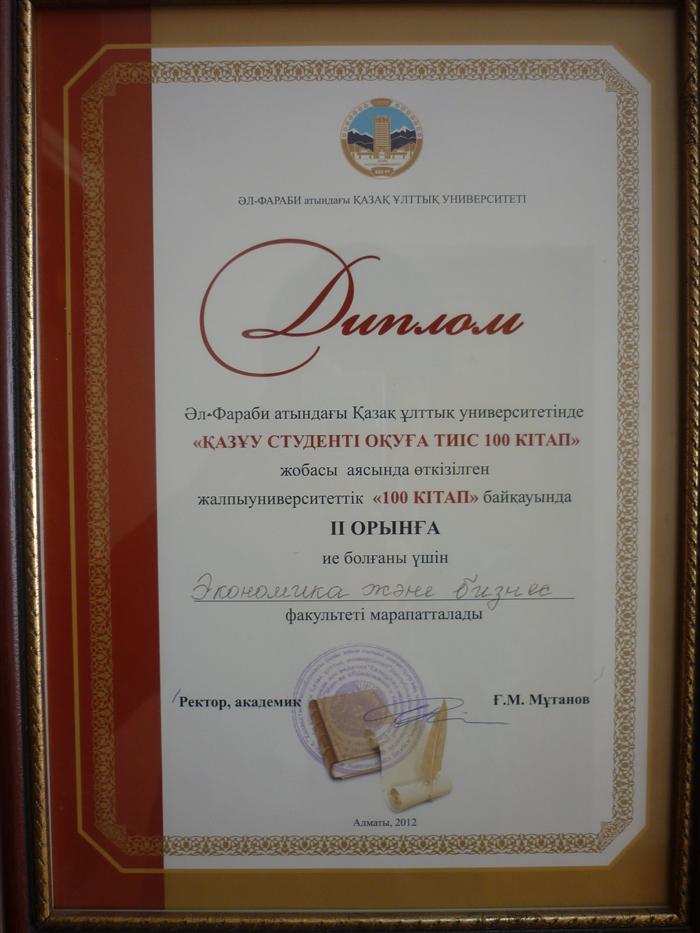 ӘЛ-ФАРАБИ атындағы ҚАЗАҚ ҰЛТТЫҚ УНИВЕРСИТЕТІ
Диплом
Әл-Фараби атындағы Қазақ ұлттық университетінде
«ҚАЗҰУ СТУДЕНТІ ОҚУҒА ТИІС 100 КІТАП»
жобасы аясында өткізілген
жалпыуниверситеттік «100 КІТАП» байқауында
ІІ ОРЫНҒА
ие болғаны үшін
Экономика және бизнес
факультеті марапатталады
Ректор, академик Ғ.М. Мұтанов
Алматы, 2012